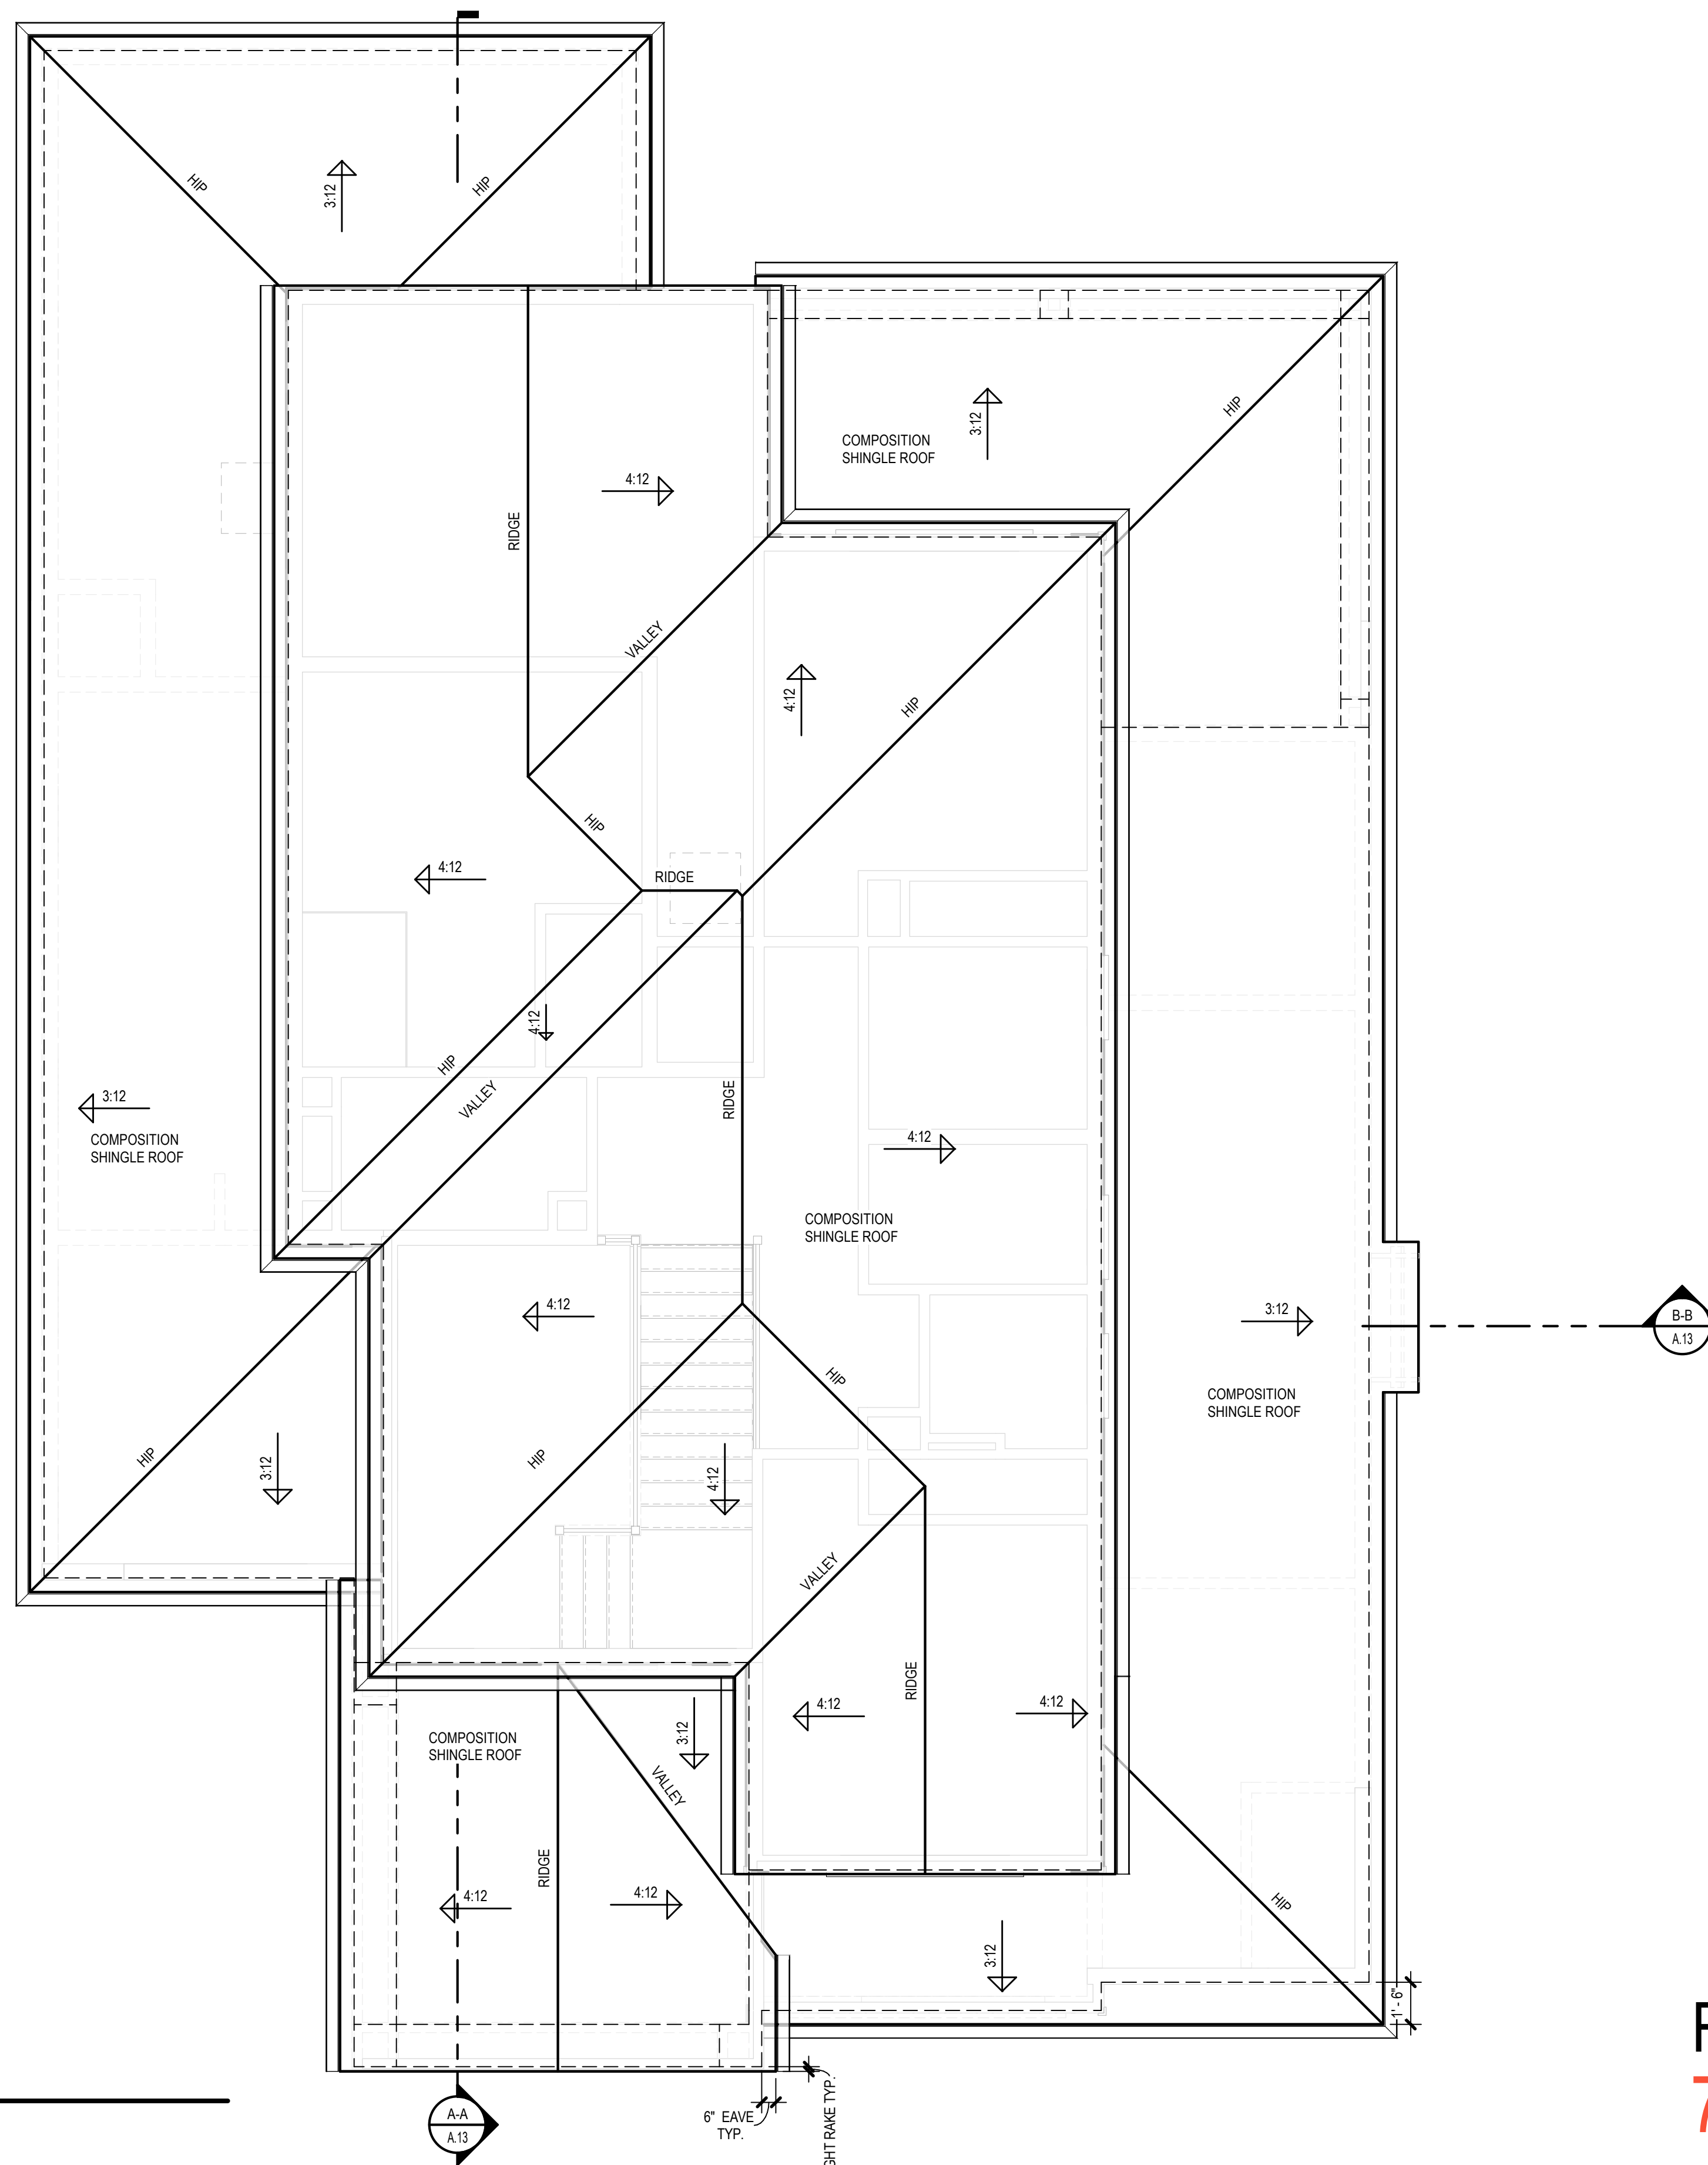 HIP
HIP
3:12
COMPOSITION
SHINGLE ROOF
3:12
HIP
4:12
RIDGE
VALLEY
4:12
HIP
HIP
4:12
RIDGE
4:12
HIP
VALLEY
RIDGE
3:12
COMPOSITION
SHINGLE ROOF
4:12
COMPOSITION
SHINGLE ROOF
4:12
3:12
B-B
A.13
COMPOSITION
SHINGLE ROOF
HIP
HIP
HIP
3:12
4:12
VALLEY
RIDGE
4:12
4:12
3:12
COMPOSITION
SHINGLE ROOF
VALLEY
RIDGE
4:12
4:12
HIP
3:12
1' - 6"
A-A
A.13
6" EAVE
TYP.
RAKE TYP.